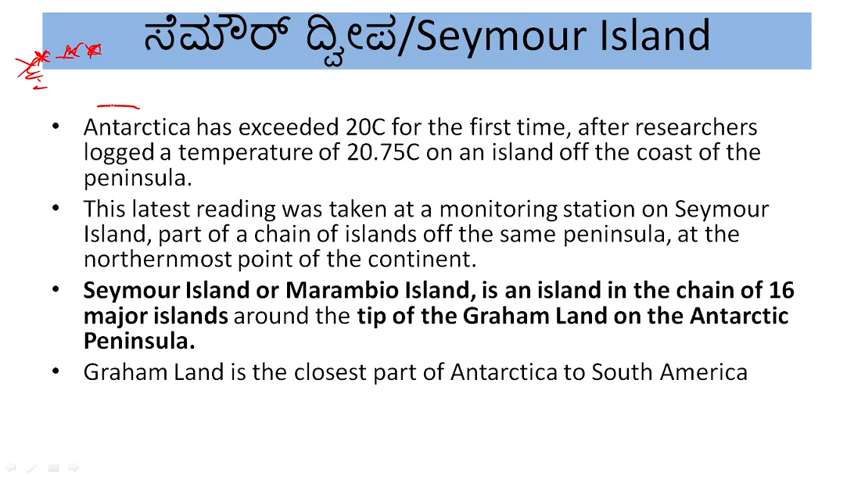 ಸೆಮೌರ್ ದ್ವೀಪ/Seymour Island
• Antarctica has exceeded 20C for the first time, after researchers
logged a temperature of 20.75C on an island off the coast of the
peninsula.
• This latest reading was taken at a monitoring station on Seymour
Island, part of a chain of islands off the same peninsula, at the
northernmost point of the continent.
• Seymour Island or Marambio Island, is an island in the chain of 16
major islands around the tip of the Graham Land on the Antarctic
Peninsula.
• Graham Land is the closest part of Antarctica to South America